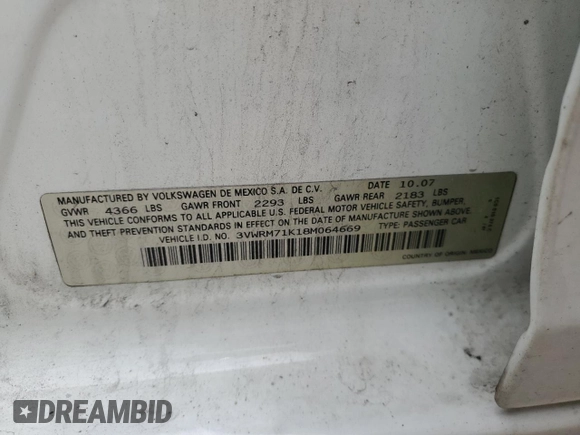 MANUFACTURED BY VOLKSWAGEN DE MEXICO S.A. DE C.V. DATE 10.07
GVWR 4366 LBS GAWR FRONT 2293 LBS GAWR REAR 2183 LBS
THIS VEHICLE CONFORMS TO ALL APPLICABLE U.S. FEDERAL MOTOR VEHICLE SAFETY, BUMPER,
AND THEFT PREVENTION STANDARDS IN EFFECT ON THE DATE OF MANUFACTURE SHOWN ABOVE.
VEHICLE I.D. NO. 3VWRM71K18M064669 TYPE: PASSENGER CAR
COUNTRY OF ORIGIN: MEXICO
DREAMBID